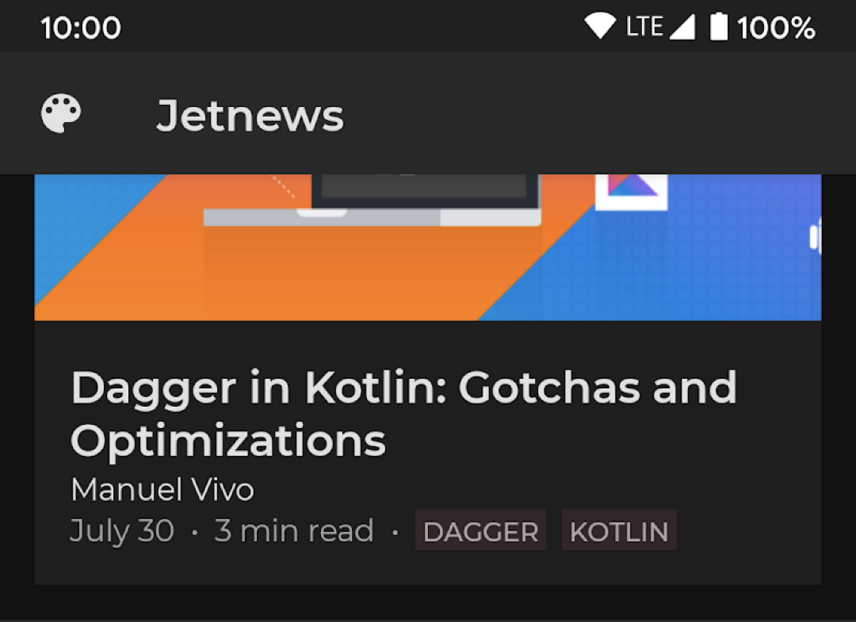 10:00 LTE 100%
Jetnews
Dagger in Kotlin: Gotchas and
Optimizations
Manuel Vivo
July 30 • 3 min read • DAGGER KOTLIN